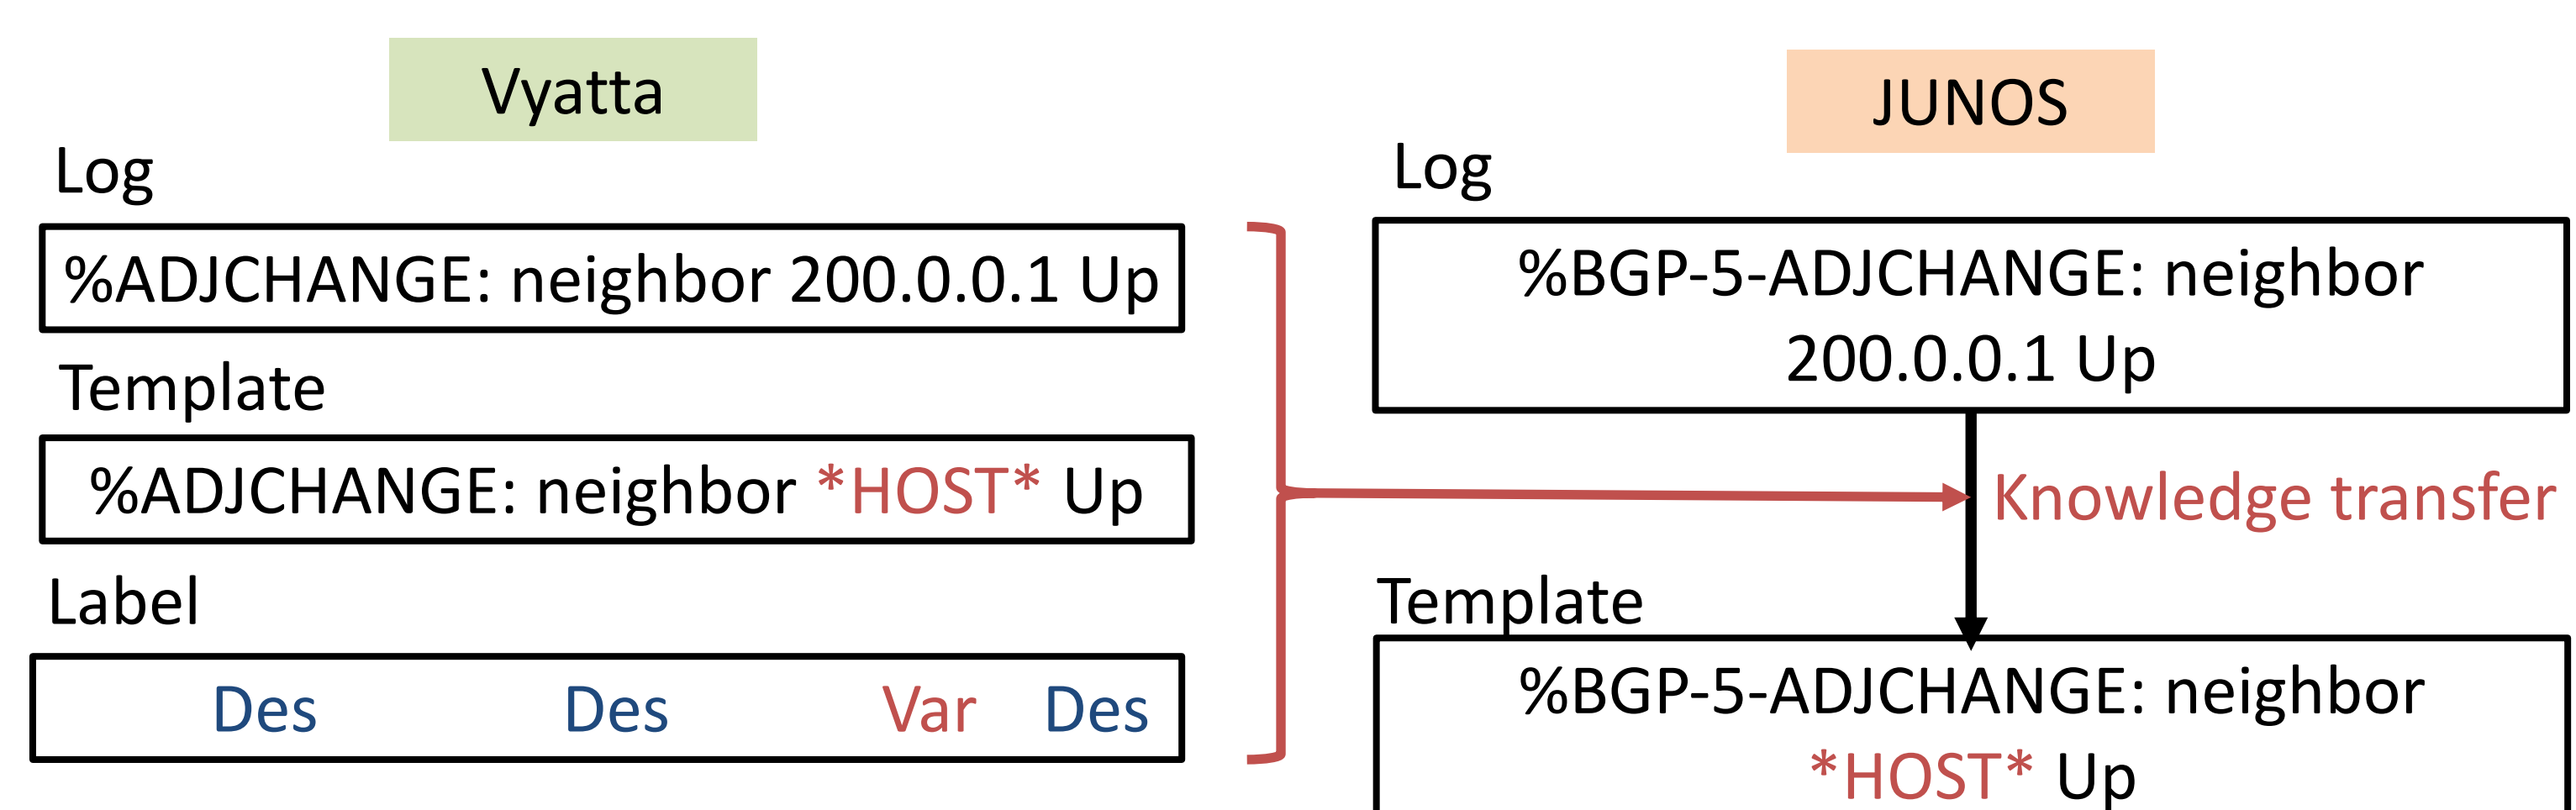 Vyatta
Log
%ADJCHANGE: neighbor 200.0.0.1 Up
Template
%ADJCHANGE: neighbor *HOST* Up
Label
Des Des Var Des
JUNOS
Log
%BGP-5-ADJCHANGE: neighbor
200.0.0.1 Up
Knowledge transfer
Template
%BGP-5-ADJCHANGE: neighbor
*HOST* Up